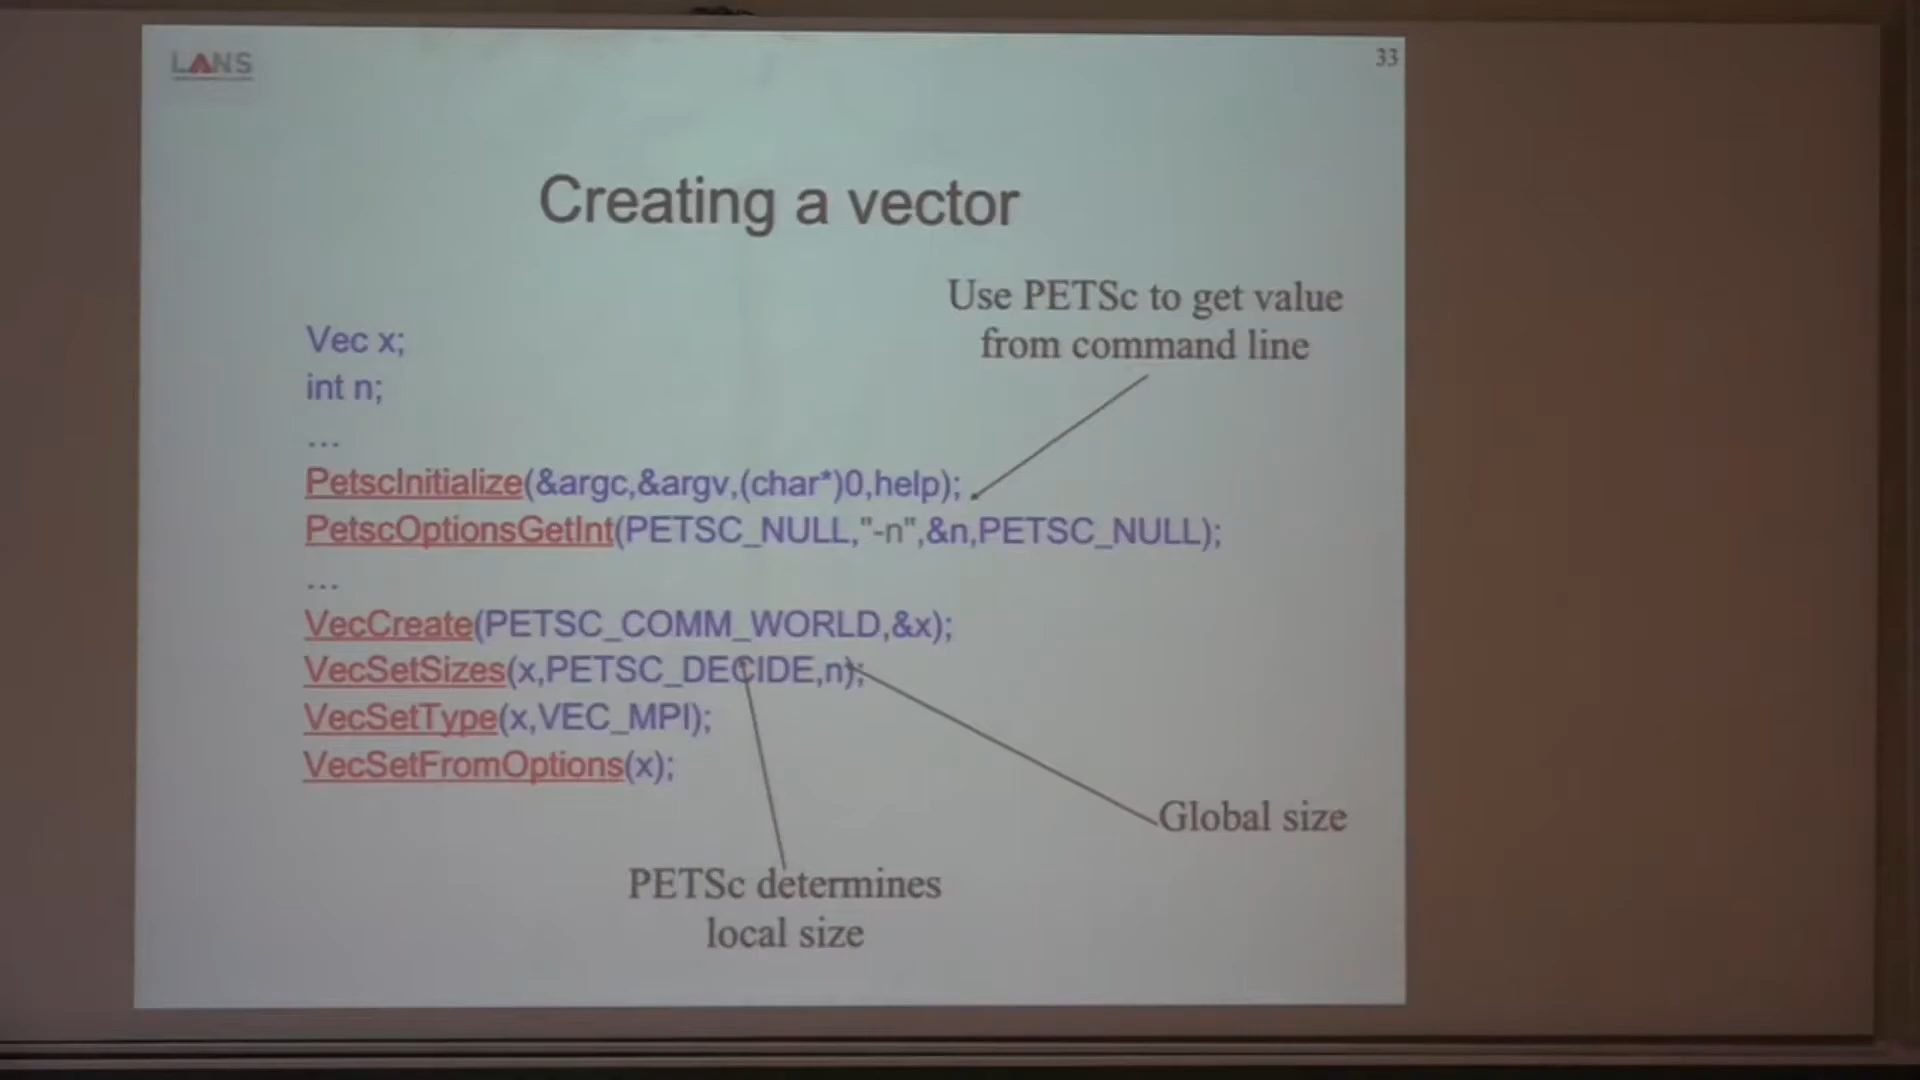 LANS
33
Creating a vector
Use PETSc to get value
from command line
Vec x;
int n;
…
PetscInitialize(&argc,&argv,(char*)0,help);
PetscOptionsGetInt(PETSC_NULL,"-n",&n,PETSC_NULL);
…
VecCreate(PETSC_COMM_WORLD,&x);
VecSetSizes(x,PETSC_DECIDE,n);
VecSetType(x,VEC_MPI);
VecSetFromOptions(x);
Global size
PETSc determines
local size